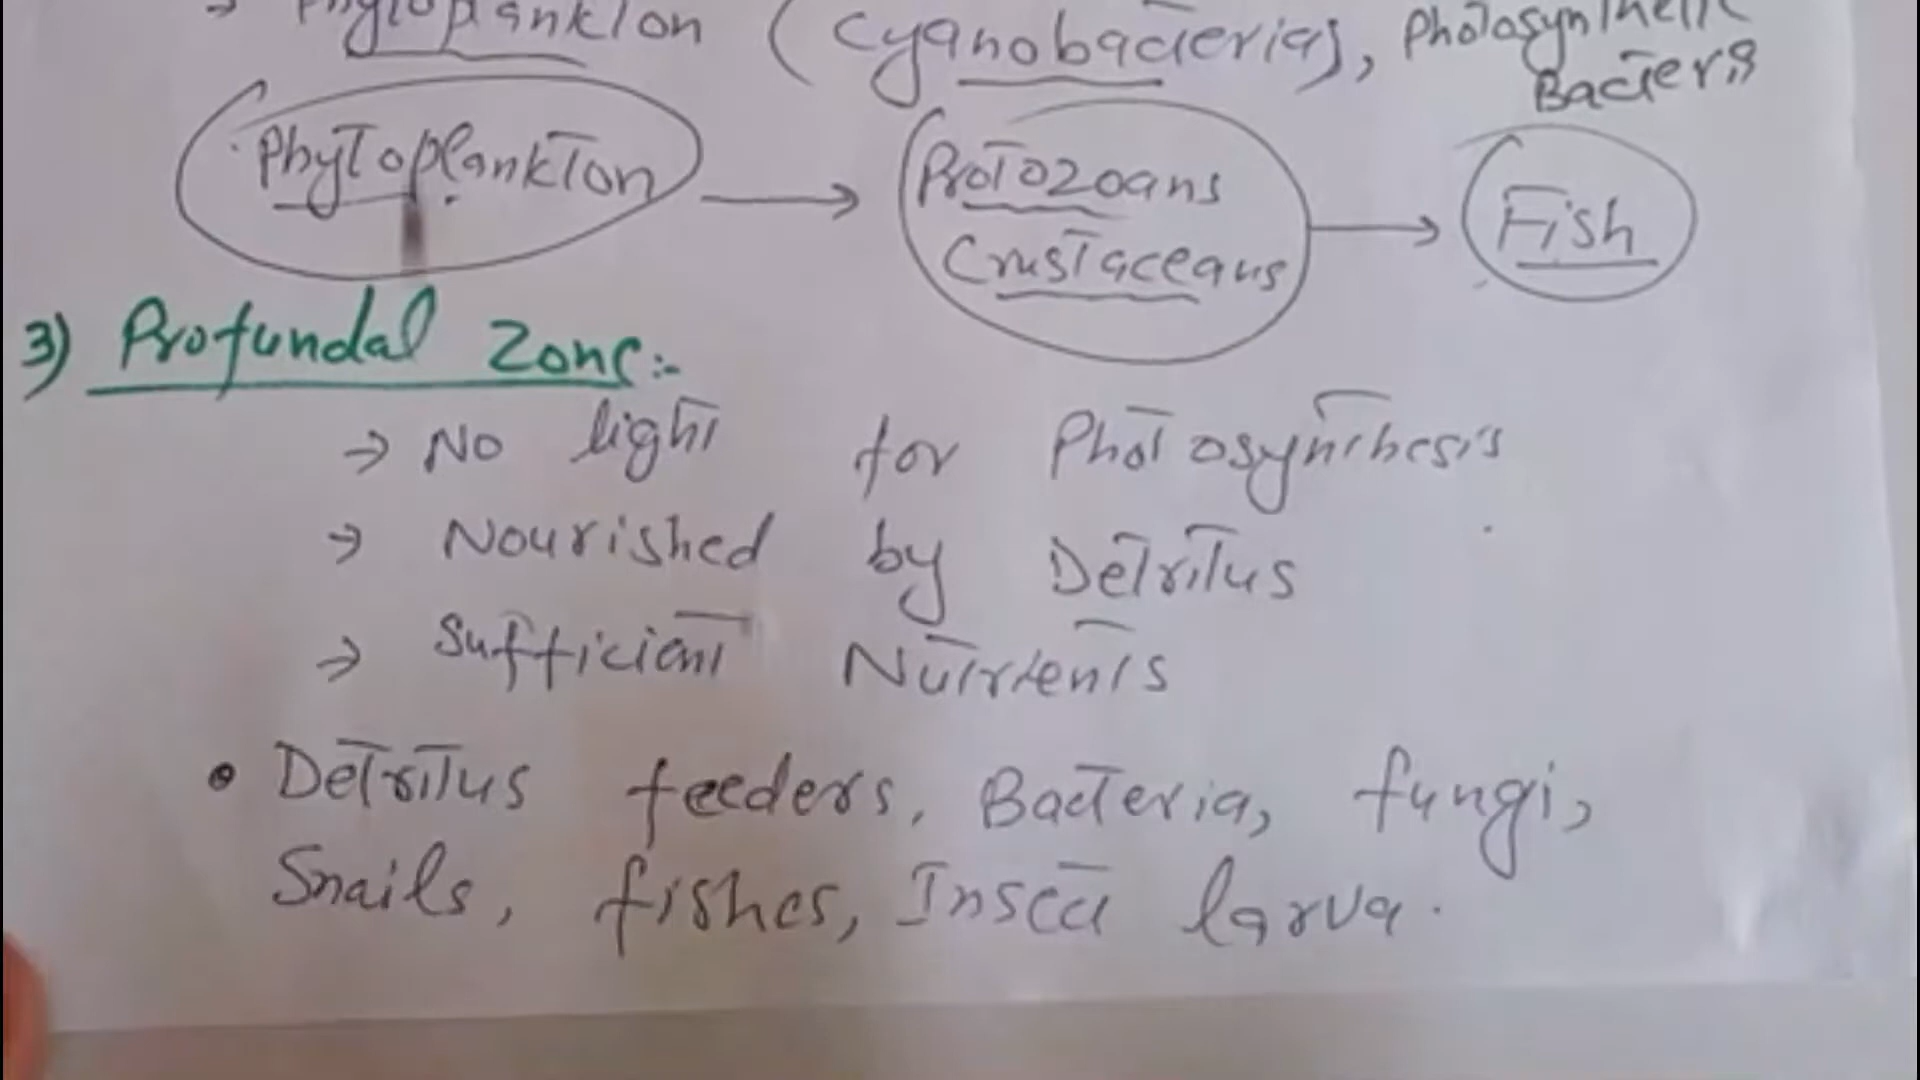 → Phytoplankton (Cyanobacteria), Photosynthetic
Bacteria
Phytoplankton → Protozoans
Crustaceans → Fish
3) Profundal Zone:-
→ No light for Photosynthesis
→ Nourished by Detritus
→ Sufficient Nutrients
• Detritus feeders, Bacteria, fungi,
Snails, fishes, Insect larva.